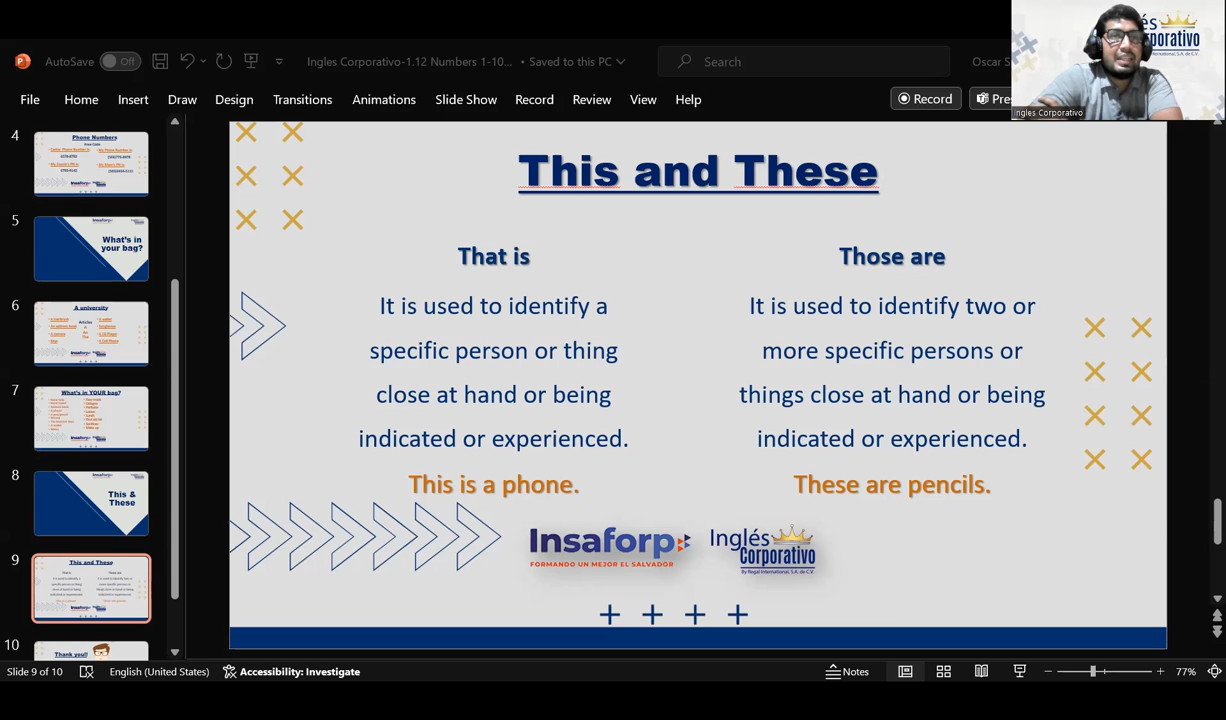 AutoSave
Off
Ingles Corporativo-1.12 Numbers 1-10... • Saved to this PC
Search
Oscar S
File
Home
Insert
Draw
Design
Transitions
Animations
Slide Show
Record
Review
View
Help
Record
Pres
Ingles Corporativo
4
Phone Numbers
5
What's in
your bag?
6
A university
7
What's in YOUR bag?
8
This &
These
9
This and These
10
Thank you!!
This and These
That is
It is used to identify a
specific person or thing
close at hand or being
indicated or experienced.
This is a phone.
Those are
It is used to identify two or
more specific persons or
things close at hand or being
indicated or experienced.
These are pencils.
Insaforp
FORMANDO UN MEJOR EL SALVADOR
Inglés
Corporativo
By Regal International, S.A. de C.V.
Slide 9 of 10
English (United States)
Accessibility: Investigate
Notes
77%